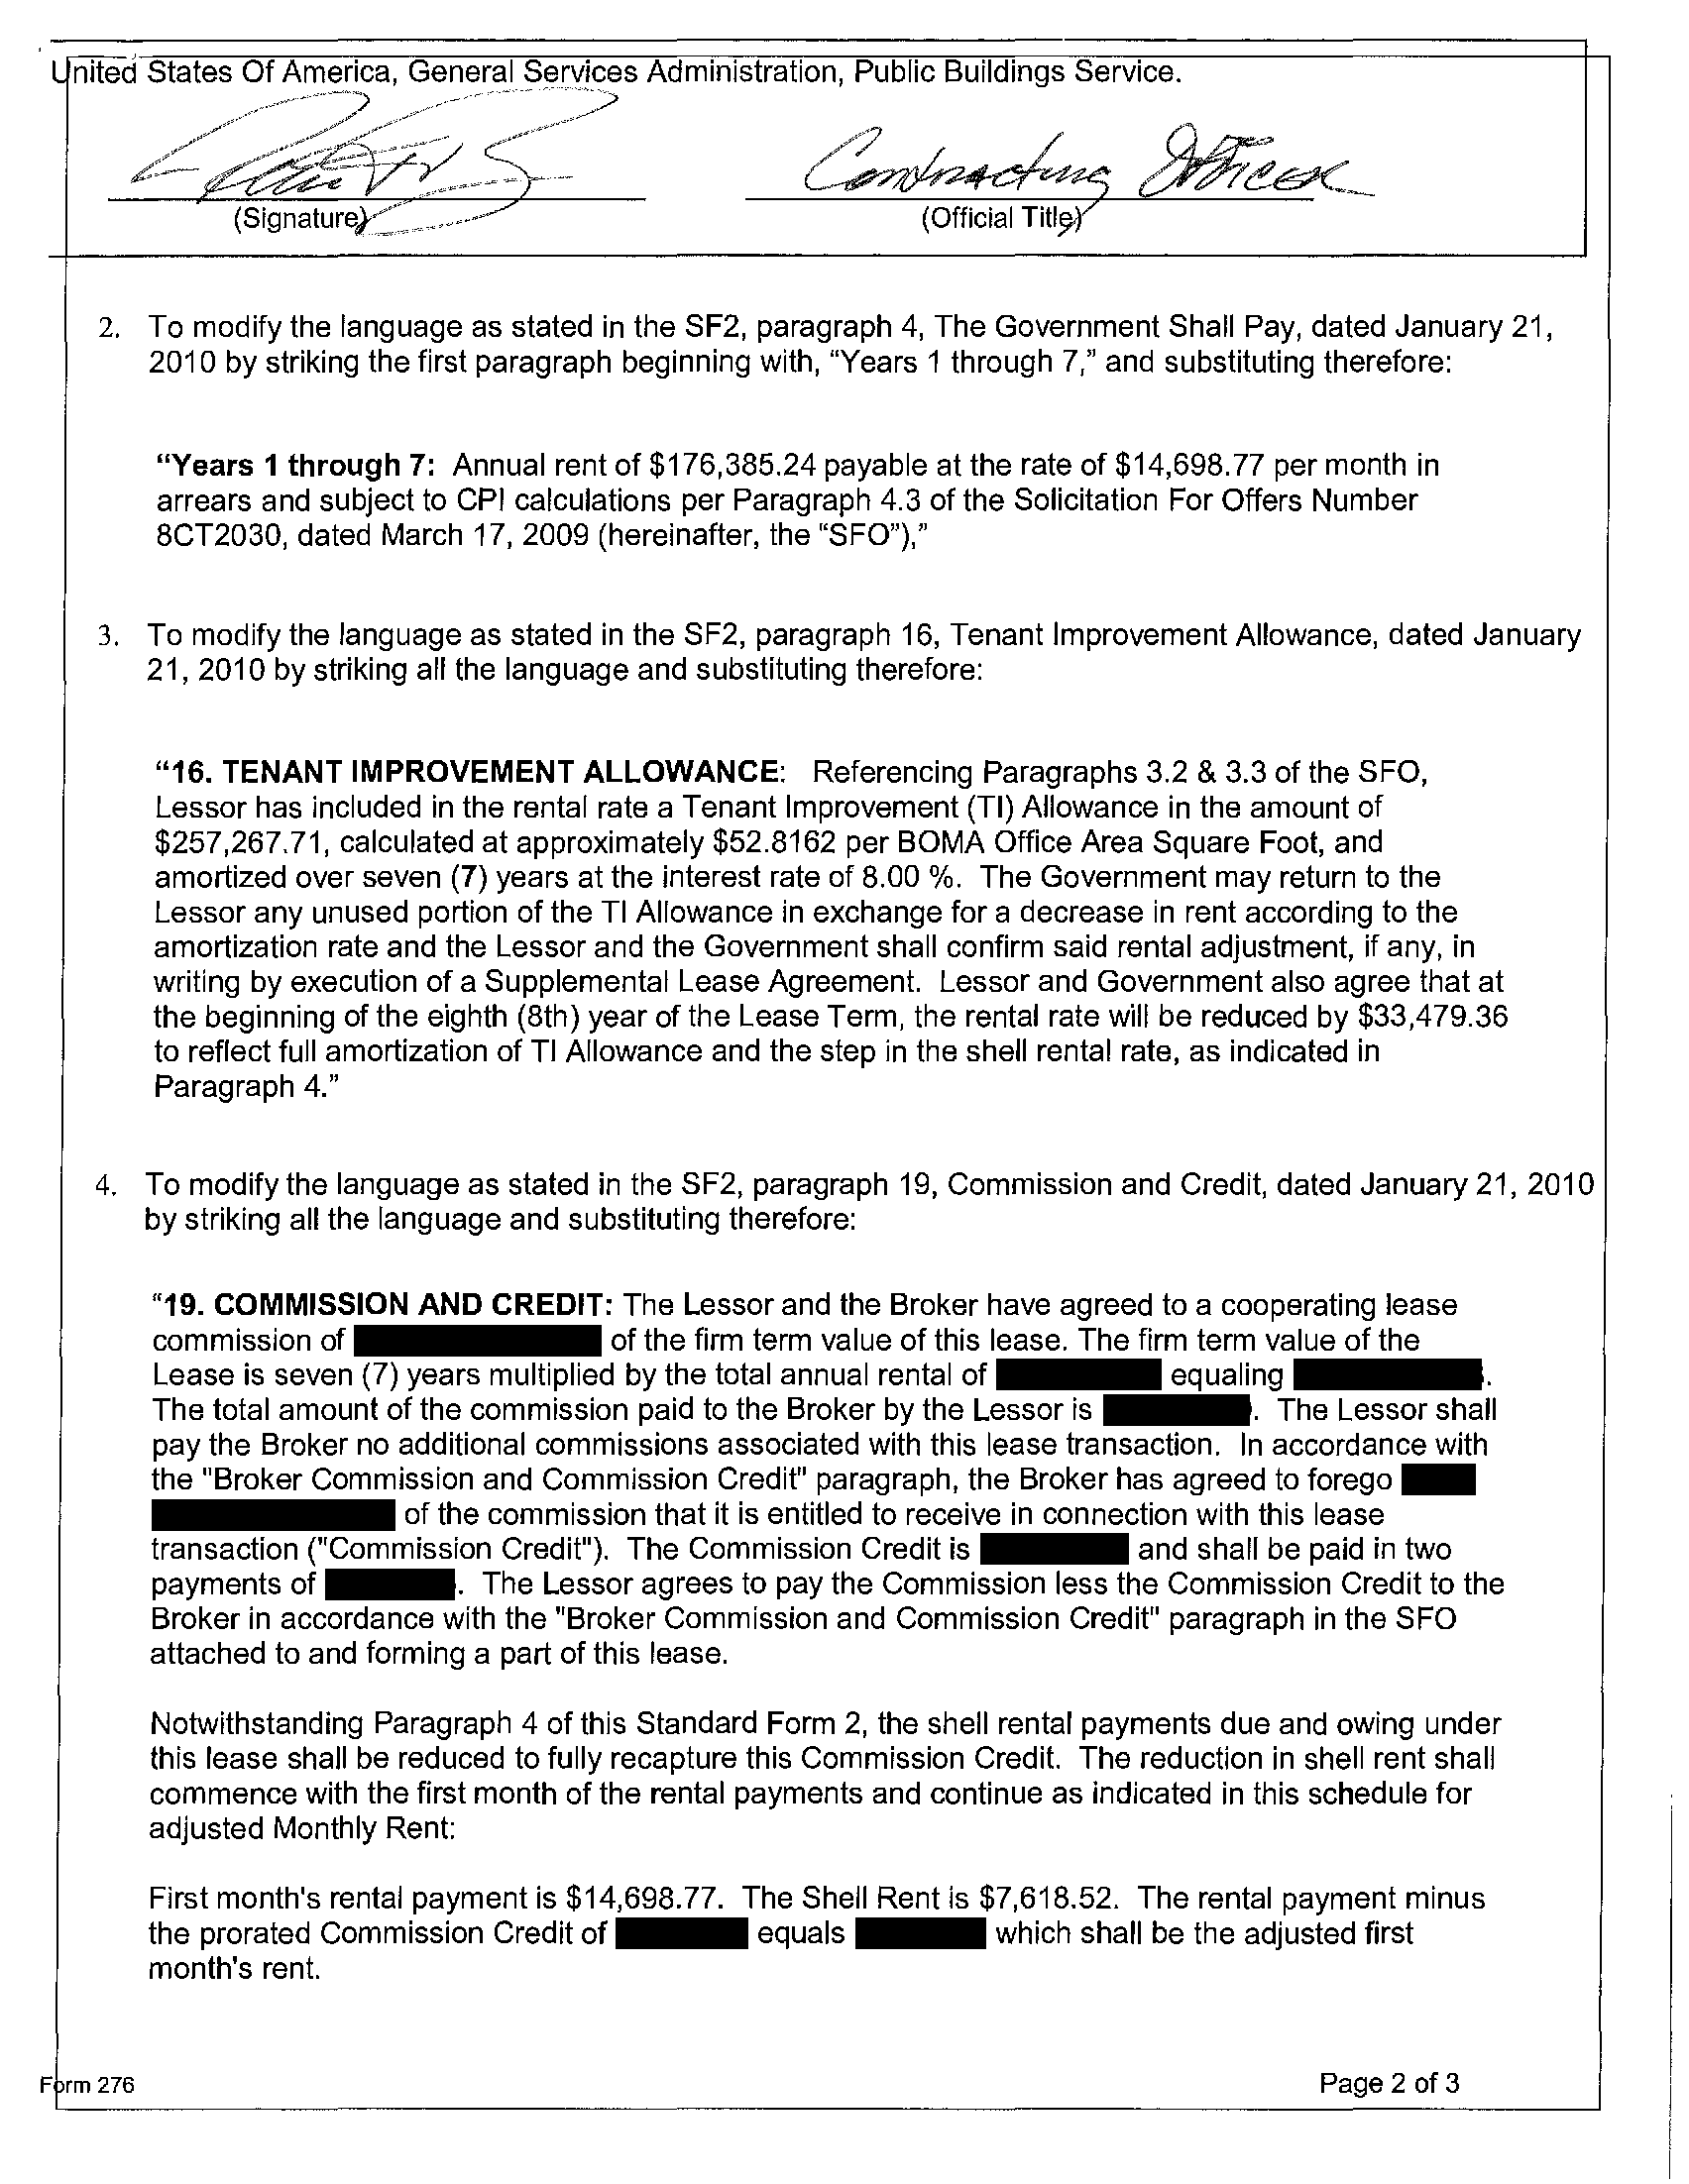 United States Of America, General Services Administration, Public Buildings Service.
Contracting Officer
(Signature) (Official Title)
2. To modify the language as stated in the SF2, paragraph 4, The Government Shall Pay, dated January 21,
2010 by striking the first paragraph beginning with, “Years 1 through 7,” and substituting therefore:
“Years 1 through 7: Annual rent of $176,385.24 payable at the rate of $14,698.77 per month in
arrears and subject to CPI calculations per Paragraph 4.3 of the Solicitation For Offers Number
8CT2030, dated March 17, 2009 (hereinafter, the “SFO”),”
3. To modify the language as stated in the SF2, paragraph 16, Tenant Improvement Allowance, dated January
21, 2010 by striking all the language and substituting therefore:
“16. TENANT IMPROVEMENT ALLOWANCE: Referencing Paragraphs 3.2 & 3.3 of the SFO,
Lessor has included in the rental rate a Tenant Improvement (TI) Allowance in the amount of
$257,267.71, calculated at approximately $52.8162 per BOMA Office Area Square Foot, and
amortized over seven (7) years at the interest rate of 8.00 %. The Government may return to the
Lessor any unused portion of the TI Allowance in exchange for a decrease in rent according to the
amortization rate and the Lessor and the Government shall confirm said rental adjustment, if any, in
writing by execution of a Supplemental Lease Agreement. Lessor and Government also agree that at
the beginning of the eighth (8th) year of the Lease Term, the rental rate will be reduced by $33,479.36
to reflect full amortization of TI Allowance and the step in the shell rental rate, as indicated in
Paragraph 4.”
4. To modify the language as stated in the SF2, paragraph 19, Commission and Credit, dated January 21, 2010
by striking all the language and substituting therefore:
“19. COMMISSION AND CREDIT: The Lessor and the Broker have agreed to a cooperating lease
commission of of the firm term value of this lease. The firm term value of the
Lease is seven (7) years multiplied by the total annual rental of equaling .
The total amount of the commission paid to the Broker by the Lessor is . The Lessor shall
pay the Broker no additional commissions associated with this lease transaction. In accordance with
the "Broker Commission and Commission Credit" paragraph, the Broker has agreed to forego
of the commission that it is entitled to receive in connection with this lease
transaction ("Commission Credit"). The Commission Credit is and shall be paid in two
payments of . The Lessor agrees to pay the Commission less the Commission Credit to the
Broker in accordance with the "Broker Commission and Commission Credit" paragraph in the SFO
attached to and forming a part of this lease.
Notwithstanding Paragraph 4 of this Standard Form 2, the shell rental payments due and owing under
this lease shall be reduced to fully recapture this Commission Credit. The reduction in shell rent shall
commence with the first month of the rental payments and continue as indicated in this schedule for
adjusted Monthly Rent:
First month's rental payment is $14,698.77. The Shell Rent is $7,618.52. The rental payment minus
the prorated Commission Credit of equals which shall be the adjusted first
month's rent.
Form 276 Page 2 of 3